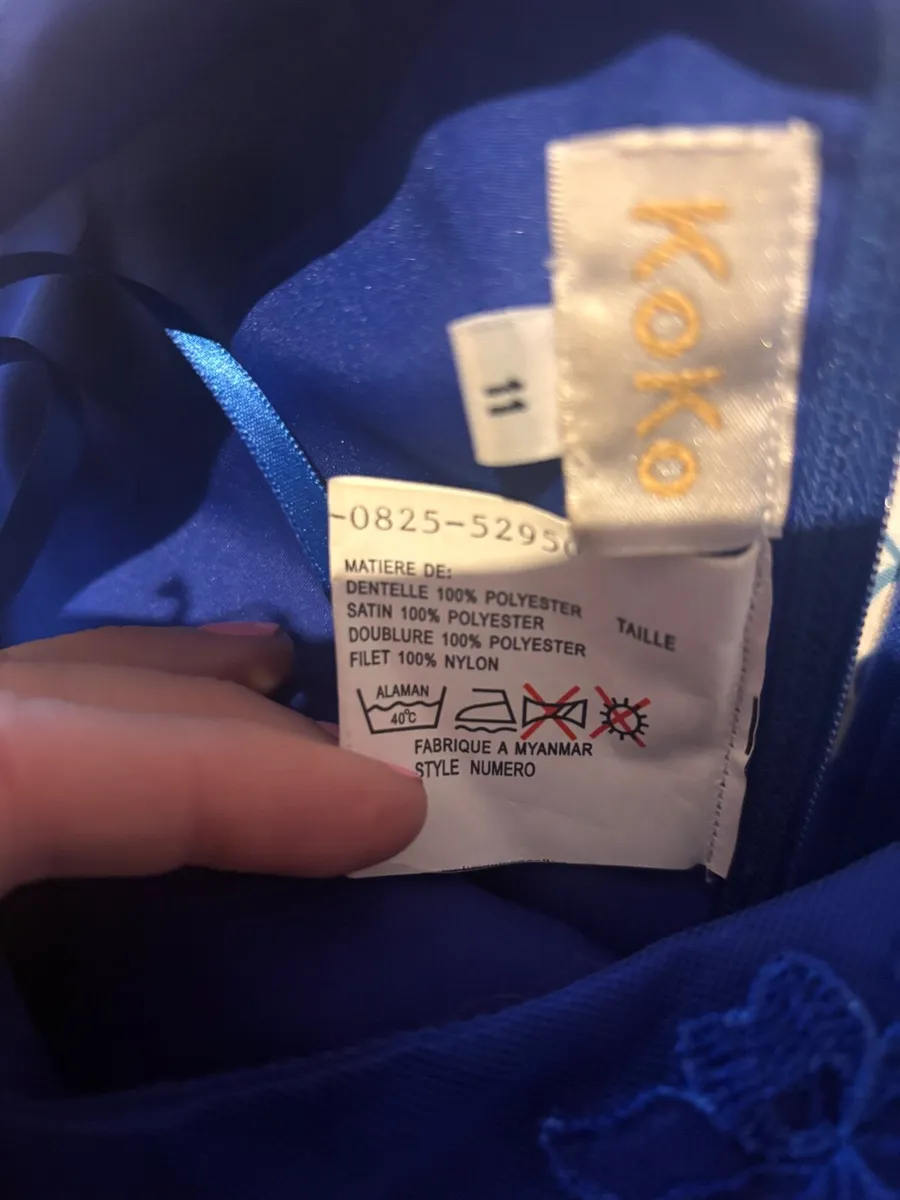 KoKo
11
-0825-5295
MATIERE DE:
DENTELLE 100% POLYESTER
SATIN 100% POLYESTER
DOUBLURE 100% POLYESTER
FILET 100% NYLON
TAILLE
ALAMAN
40°C
FABRIQUE A MYANMAR
STYLE NUMERO